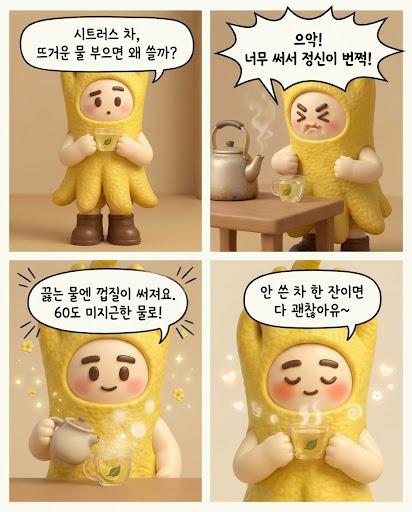 시트러스 차,
뜨거운 물 부으면 왜 쓸까?
으악!
너무 써서 정신이 번쩍!
끓는 물엔 껍질이 써져요.
60도 미지근한 물로!
안 쓴 차 한 잔이면
다 괜찮아유~